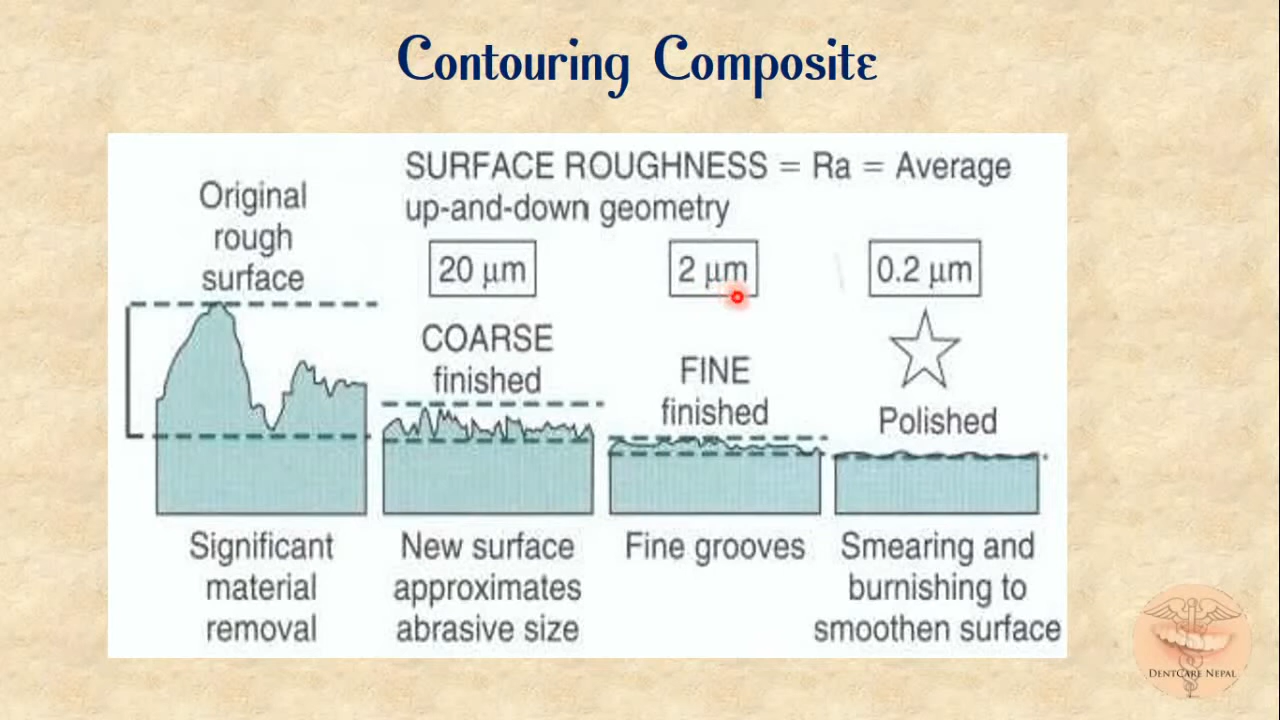 Contouring Composite
SURFACE ROUGHNESS = Ra = Average
up-and-down geometry
Original
rough
surface
20 µm
2 µm
0.2 µm
COARSE
finished
FINE
finished
Polished
Significant
material
removal
New surface
approximates
abrasive size
Fine grooves
Smearing and
burnishing to
smoothen surface
DENTCARE NEPAL